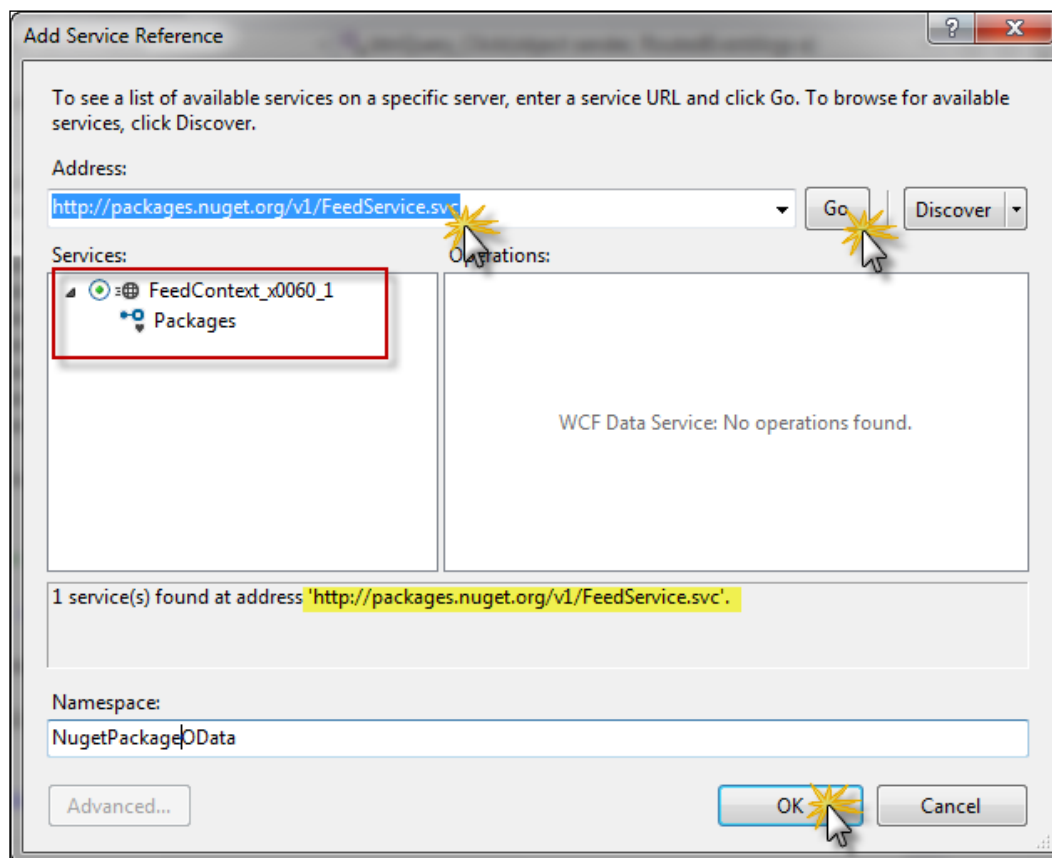 Add Service Reference
To see a list of available services on a specific server, enter a service URL and click Go. To browse for available
services, click Discover.
Address:
http://packages.nuget.org/v1/FeedService.svc
Go
Discover
Services:
Operations:
FeedContext_x0060_1
Packages
WCF Data Service: No operations found.
1 service(s) found at address 'http://packages.nuget.org/v1/FeedService.svc'.
Namespace:
NugetPackageOData
Advanced...
OK
Cancel